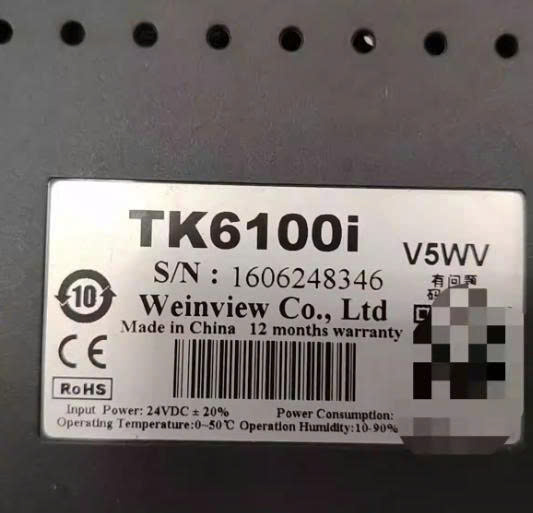 TK6100i
V5WV
S/N : 1606248346
有问题
10
Weinview Co., Ltd
Made in China 12 months warranty
CE
RoHS
Input Power: 24VDC ± 20% Power Consumption:
Operating Temperature:0~50℃ Operation Humidity:10-90%